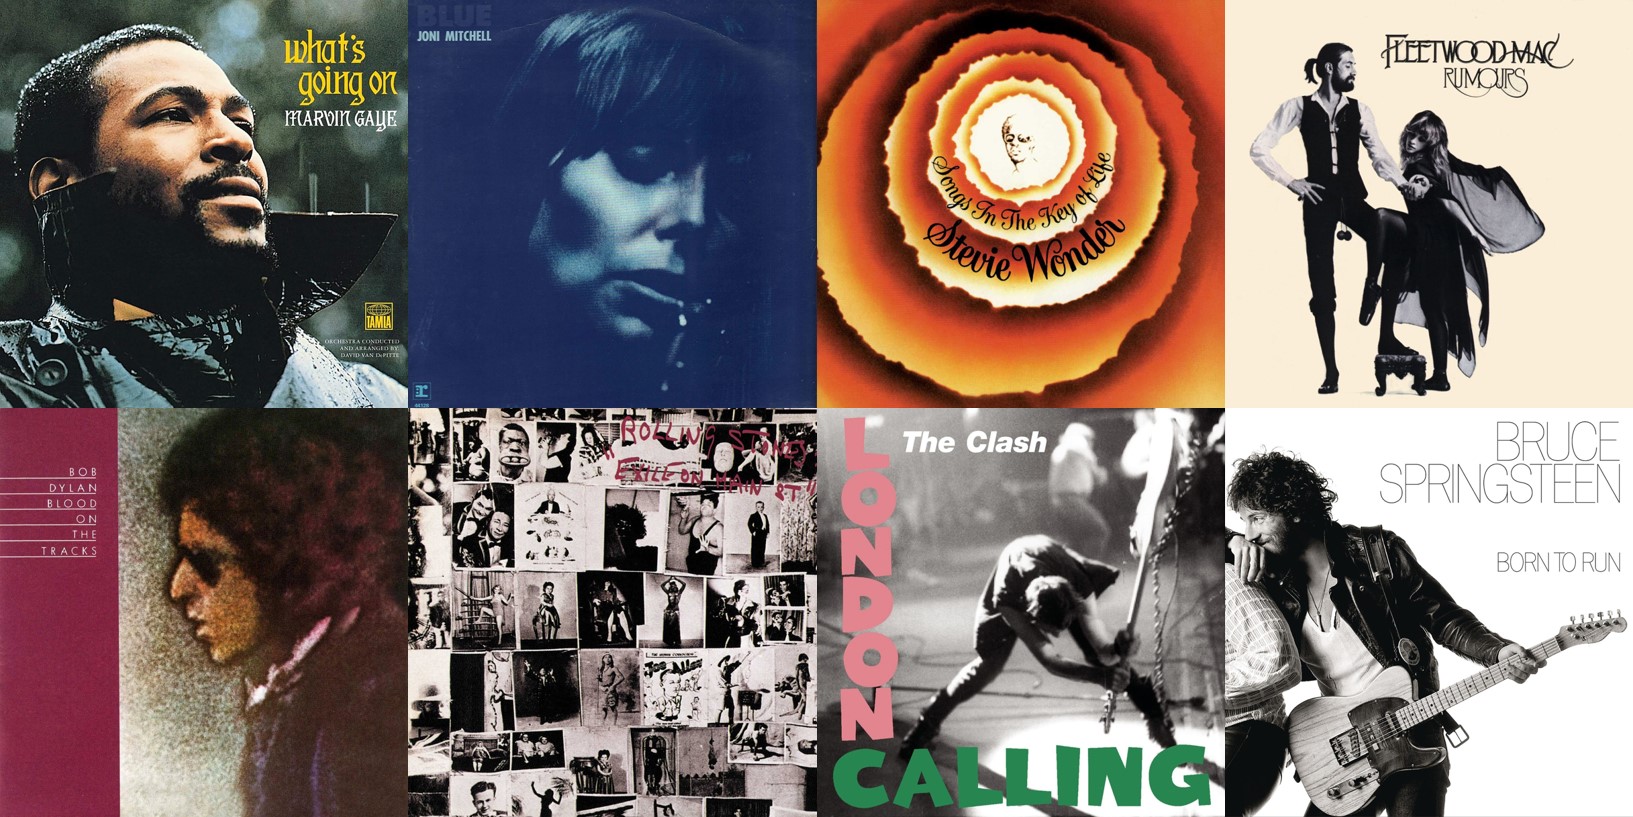 what's
going on
MARVIN GAYE
TAMLA
ORCHESTRA CONDUCTED
AND ARRANGED BY:
DAVID VAN DePITTE
BLUE
JONI MITCHELL
r
Songs In The Key of Life
Stevie Wonder
FLEETWOOD MAC
RUMOURS
BOB
DYLAN
BLOOD
ON
THE
TRACKS
ROLLING STONES
EXILE ON MAIN ST
Joe Allen
The Clash
LONDON
CALLING
BRUCE
SPRINGSTEEN
BORN TO RUN